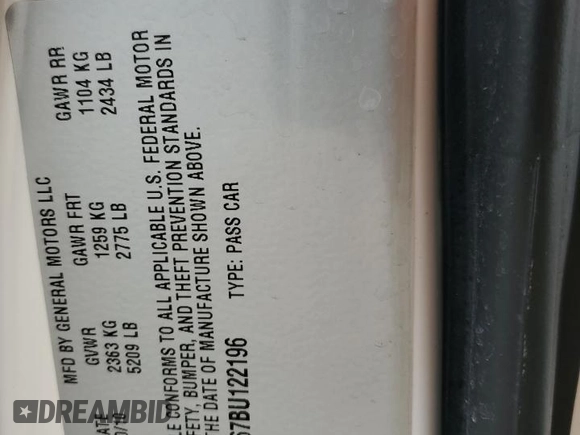 MFD BY GENERAL MOTORS LLC
GVWR GAWR FRT GAWR RR
2363 KG 1259 KG 1104 KG
5209 LB 2775 LB 2434 LB
CONFORMS TO ALL APPLICABLE U.S. FEDERAL MOTOR
BUMPER, AND THEFT PREVENTION STANDARDS IN
THE DATE OF MANUFACTURE SHOWN ABOVE.
67BU122196 TYPE: PASS CAR
DREAMBID